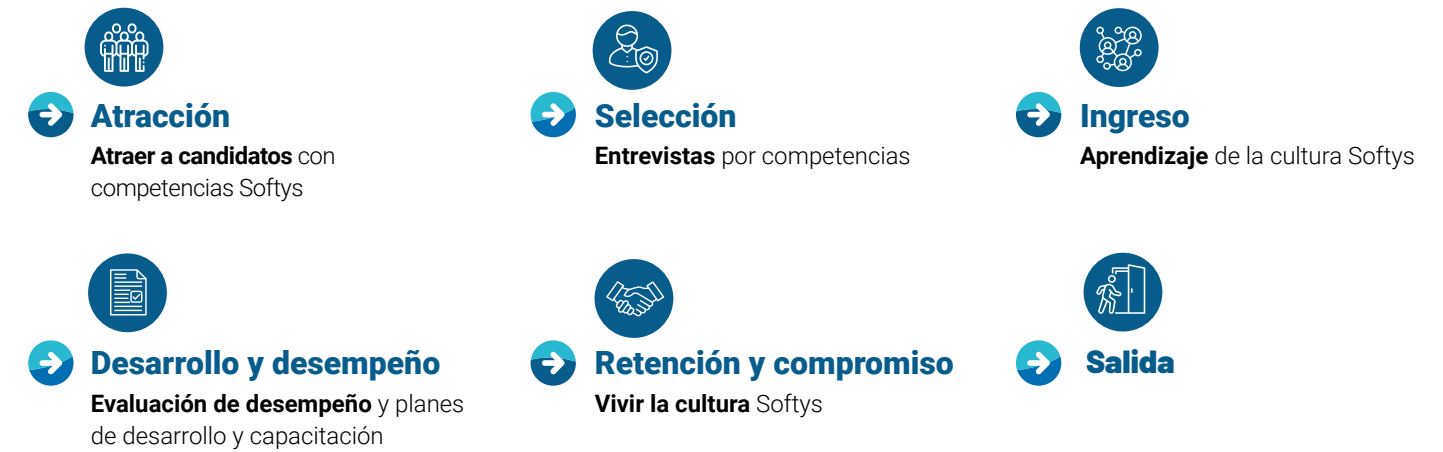 Atracción
Atraer a candidatos con
competencias Softys
Selección
Entrevistas por competencias
Ingreso
Aprendizaje de la cultura Softys
Desarrollo y desempeño
Evaluación de desempeño y planes
de desarrollo y capacitación
Retención y compromiso
Vivir la cultura Softys
Salida